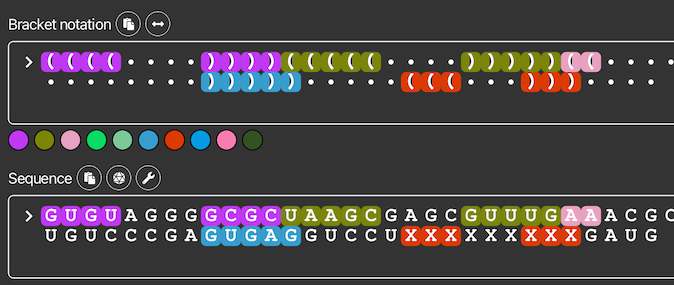 Bracket notation
((((....))))(((((....)))))((....
........))))).....(((...)))....
Sequence
GUGUAGGGGCGCUAAGCGAGCGUUUGAAACGC
UGUCCCGAGUGAGGUCCUXXXXXXXXXGAUG